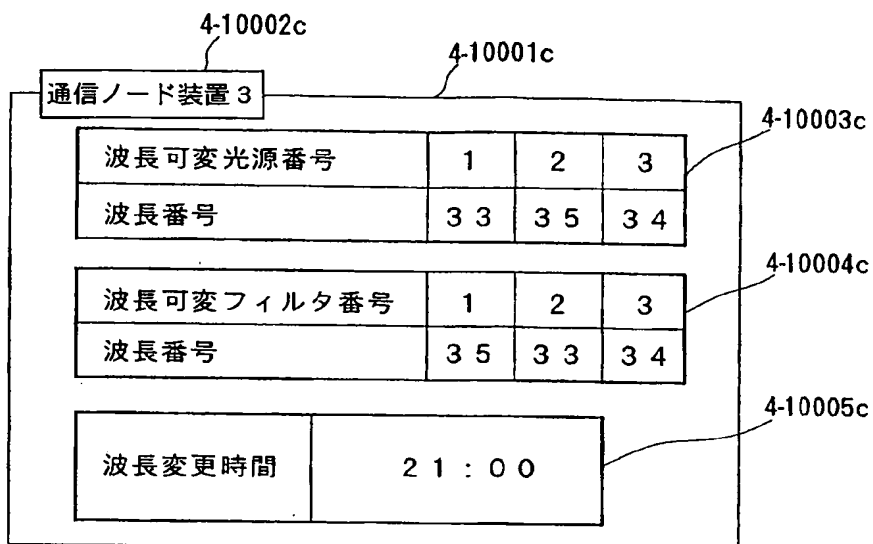 4-10002c
4-10001c
通信ノード装置3
4-10003c
波長可変光源番号 1 2 3
波長番号 33 35 34
4-10004c
波長可変フィルタ番号 1 2 3
波長番号 35 33 34
4-10005c
波長変更時間 21:00